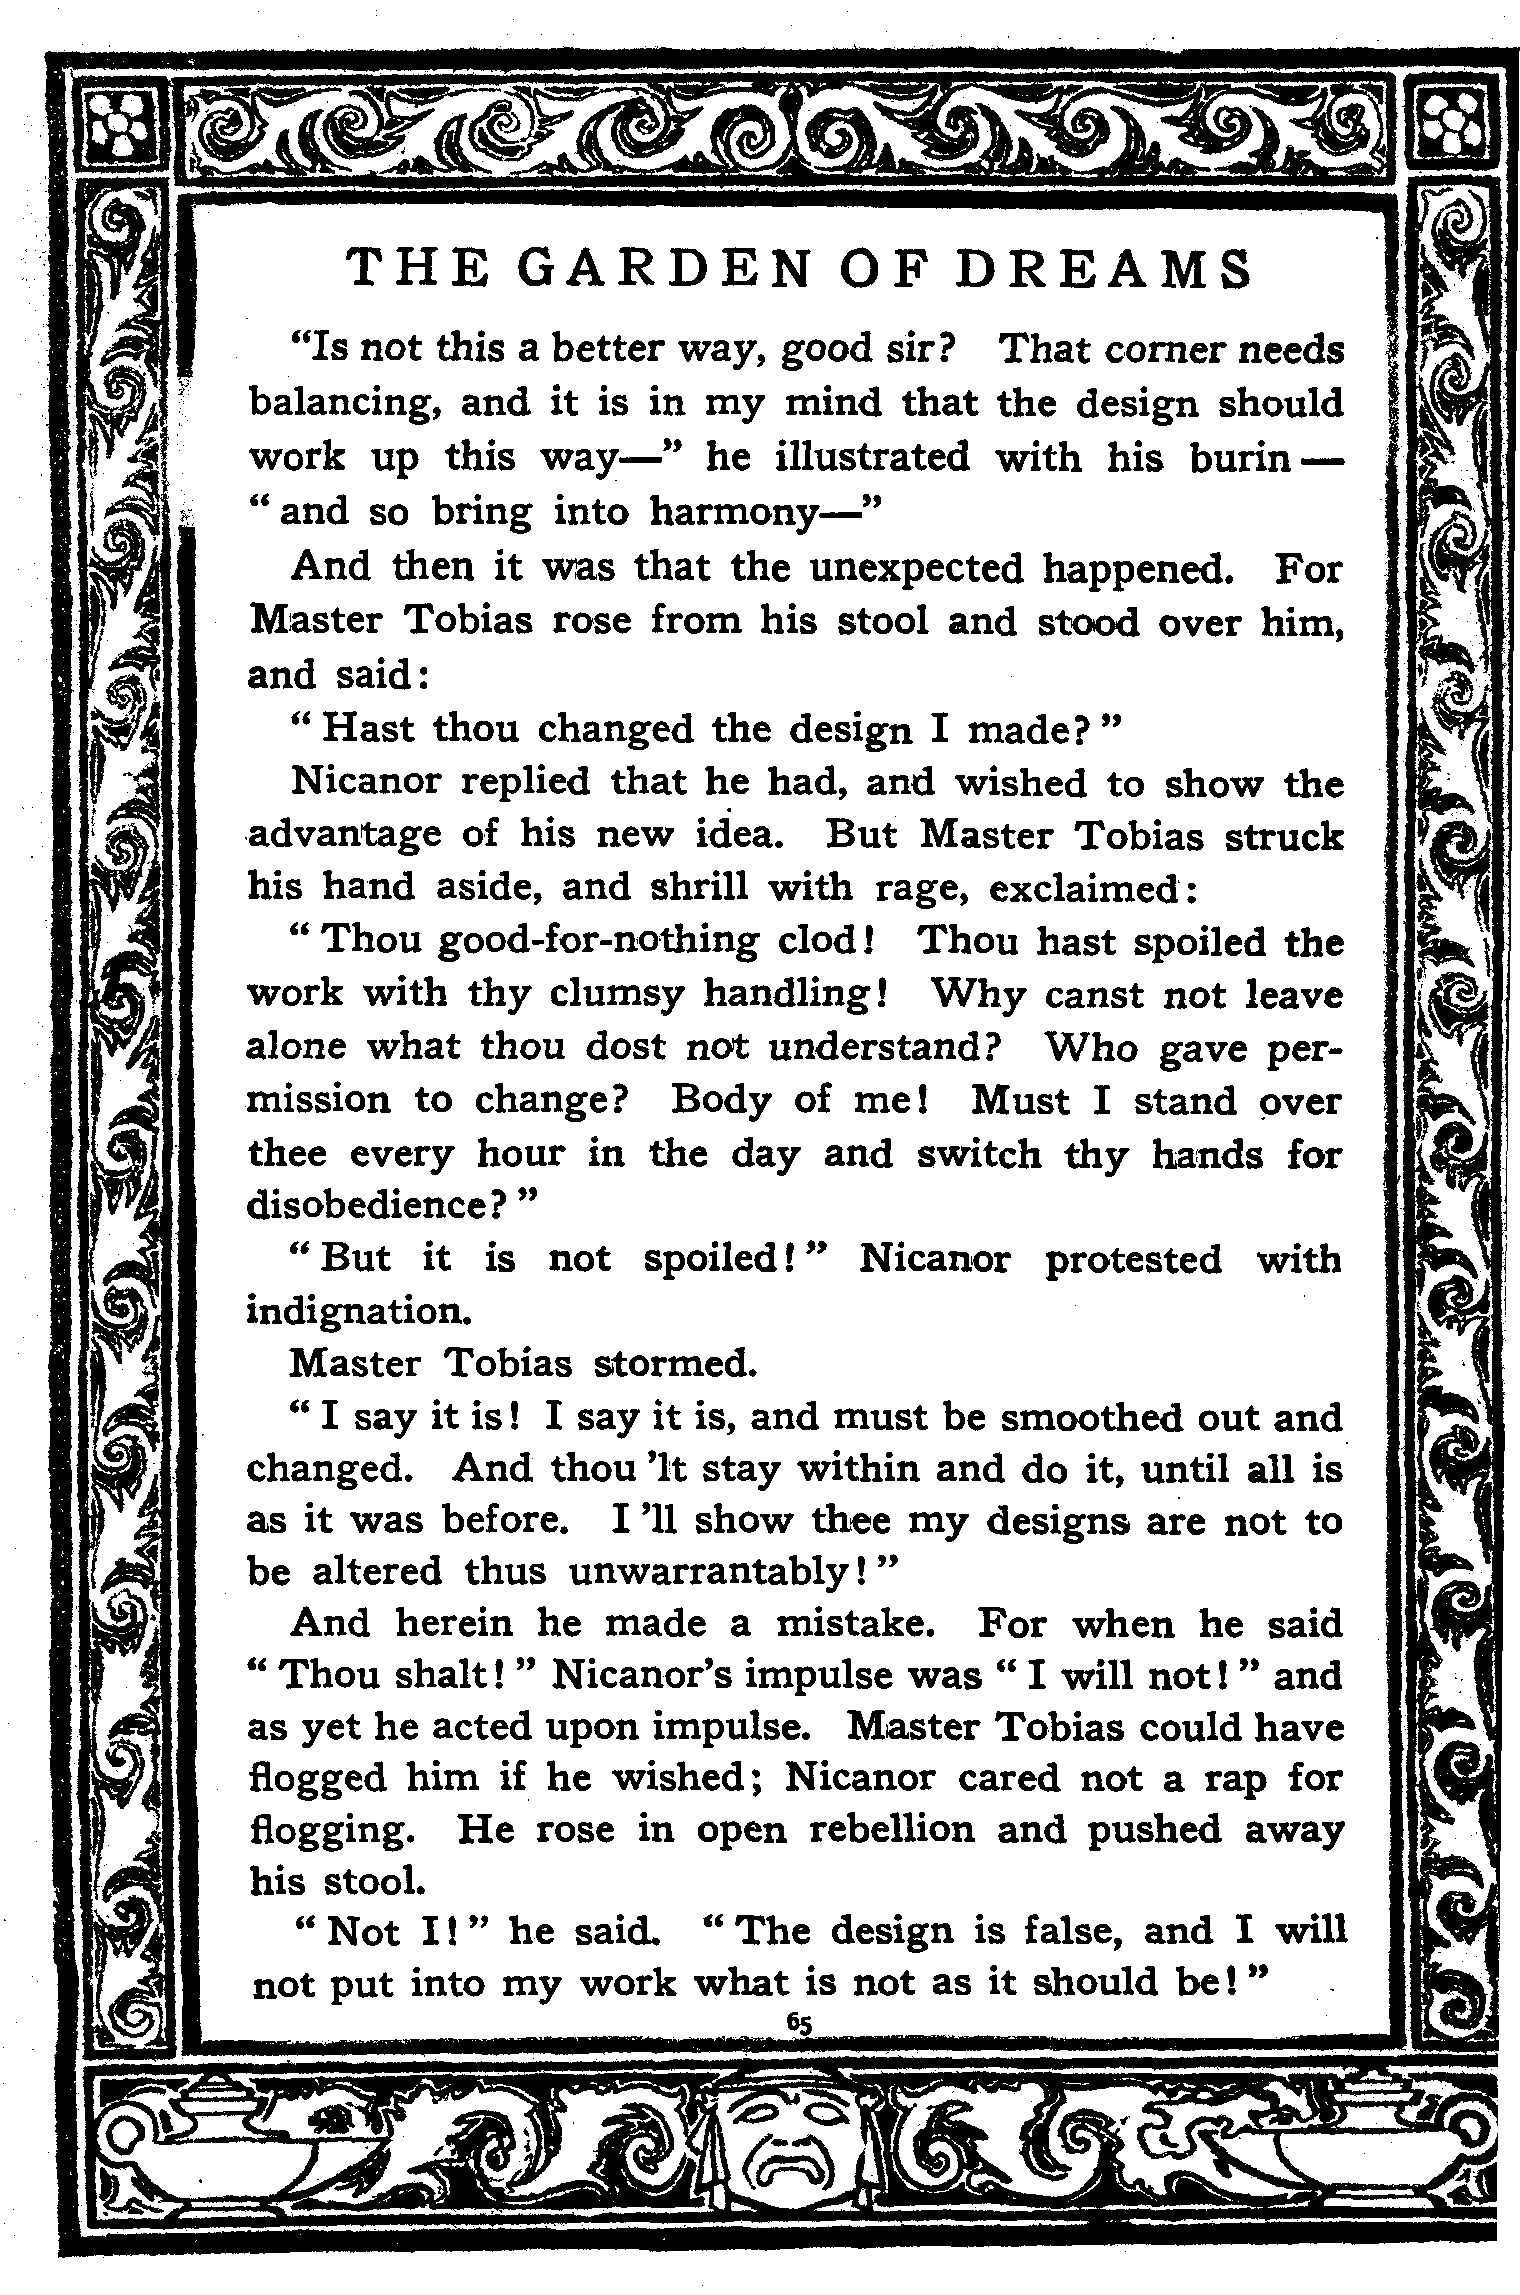 THE GARDEN OF DREAMS
“Is not this a better way, good sir? That corner needs
balancing, and it is in my mind that the design should
work up this way—” he illustrated with his burin—
“and so bring into harmony—”
And then it was that the unexpected happened. For
Master Tobias rose from his stool and stood over him,
and said:
“Hast thou changed the design I made?”
Nicanor replied that he had, and wished to show the
advantage of his new idea. But Master Tobias struck
his hand aside, and shrill with rage, exclaimed:
“Thou good-for-nothing clod! Thou hast spoiled the
work with thy clumsy handling! Why canst not leave
alone what thou dost not understand? Who gave per-
mission to change? Body of me! Must I stand over
thee every hour in the day and switch thy hands for
disobedience?”
“But it is not spoiled!” Nicanor protested with
indignation.
Master Tobias stormed.
“I say it is! I say it is, and must be smoothed out and
changed. And thou ’lt stay within and do it, until all is
as it was before. I ’ll show thee my designs are not to
be altered thus unwarrantably!”
And herein he made a mistake. For when he said
“Thou shalt!” Nicanor’s impulse was “I will not!” and
as yet he acted upon impulse. Master Tobias could have
flogged him if he wished; Nicanor cared not a rap for
flogging. He rose in open rebellion and pushed away
his stool.
“Not I!” he said. “The design is false, and I will
not put into my work what is not as it should be!”
65